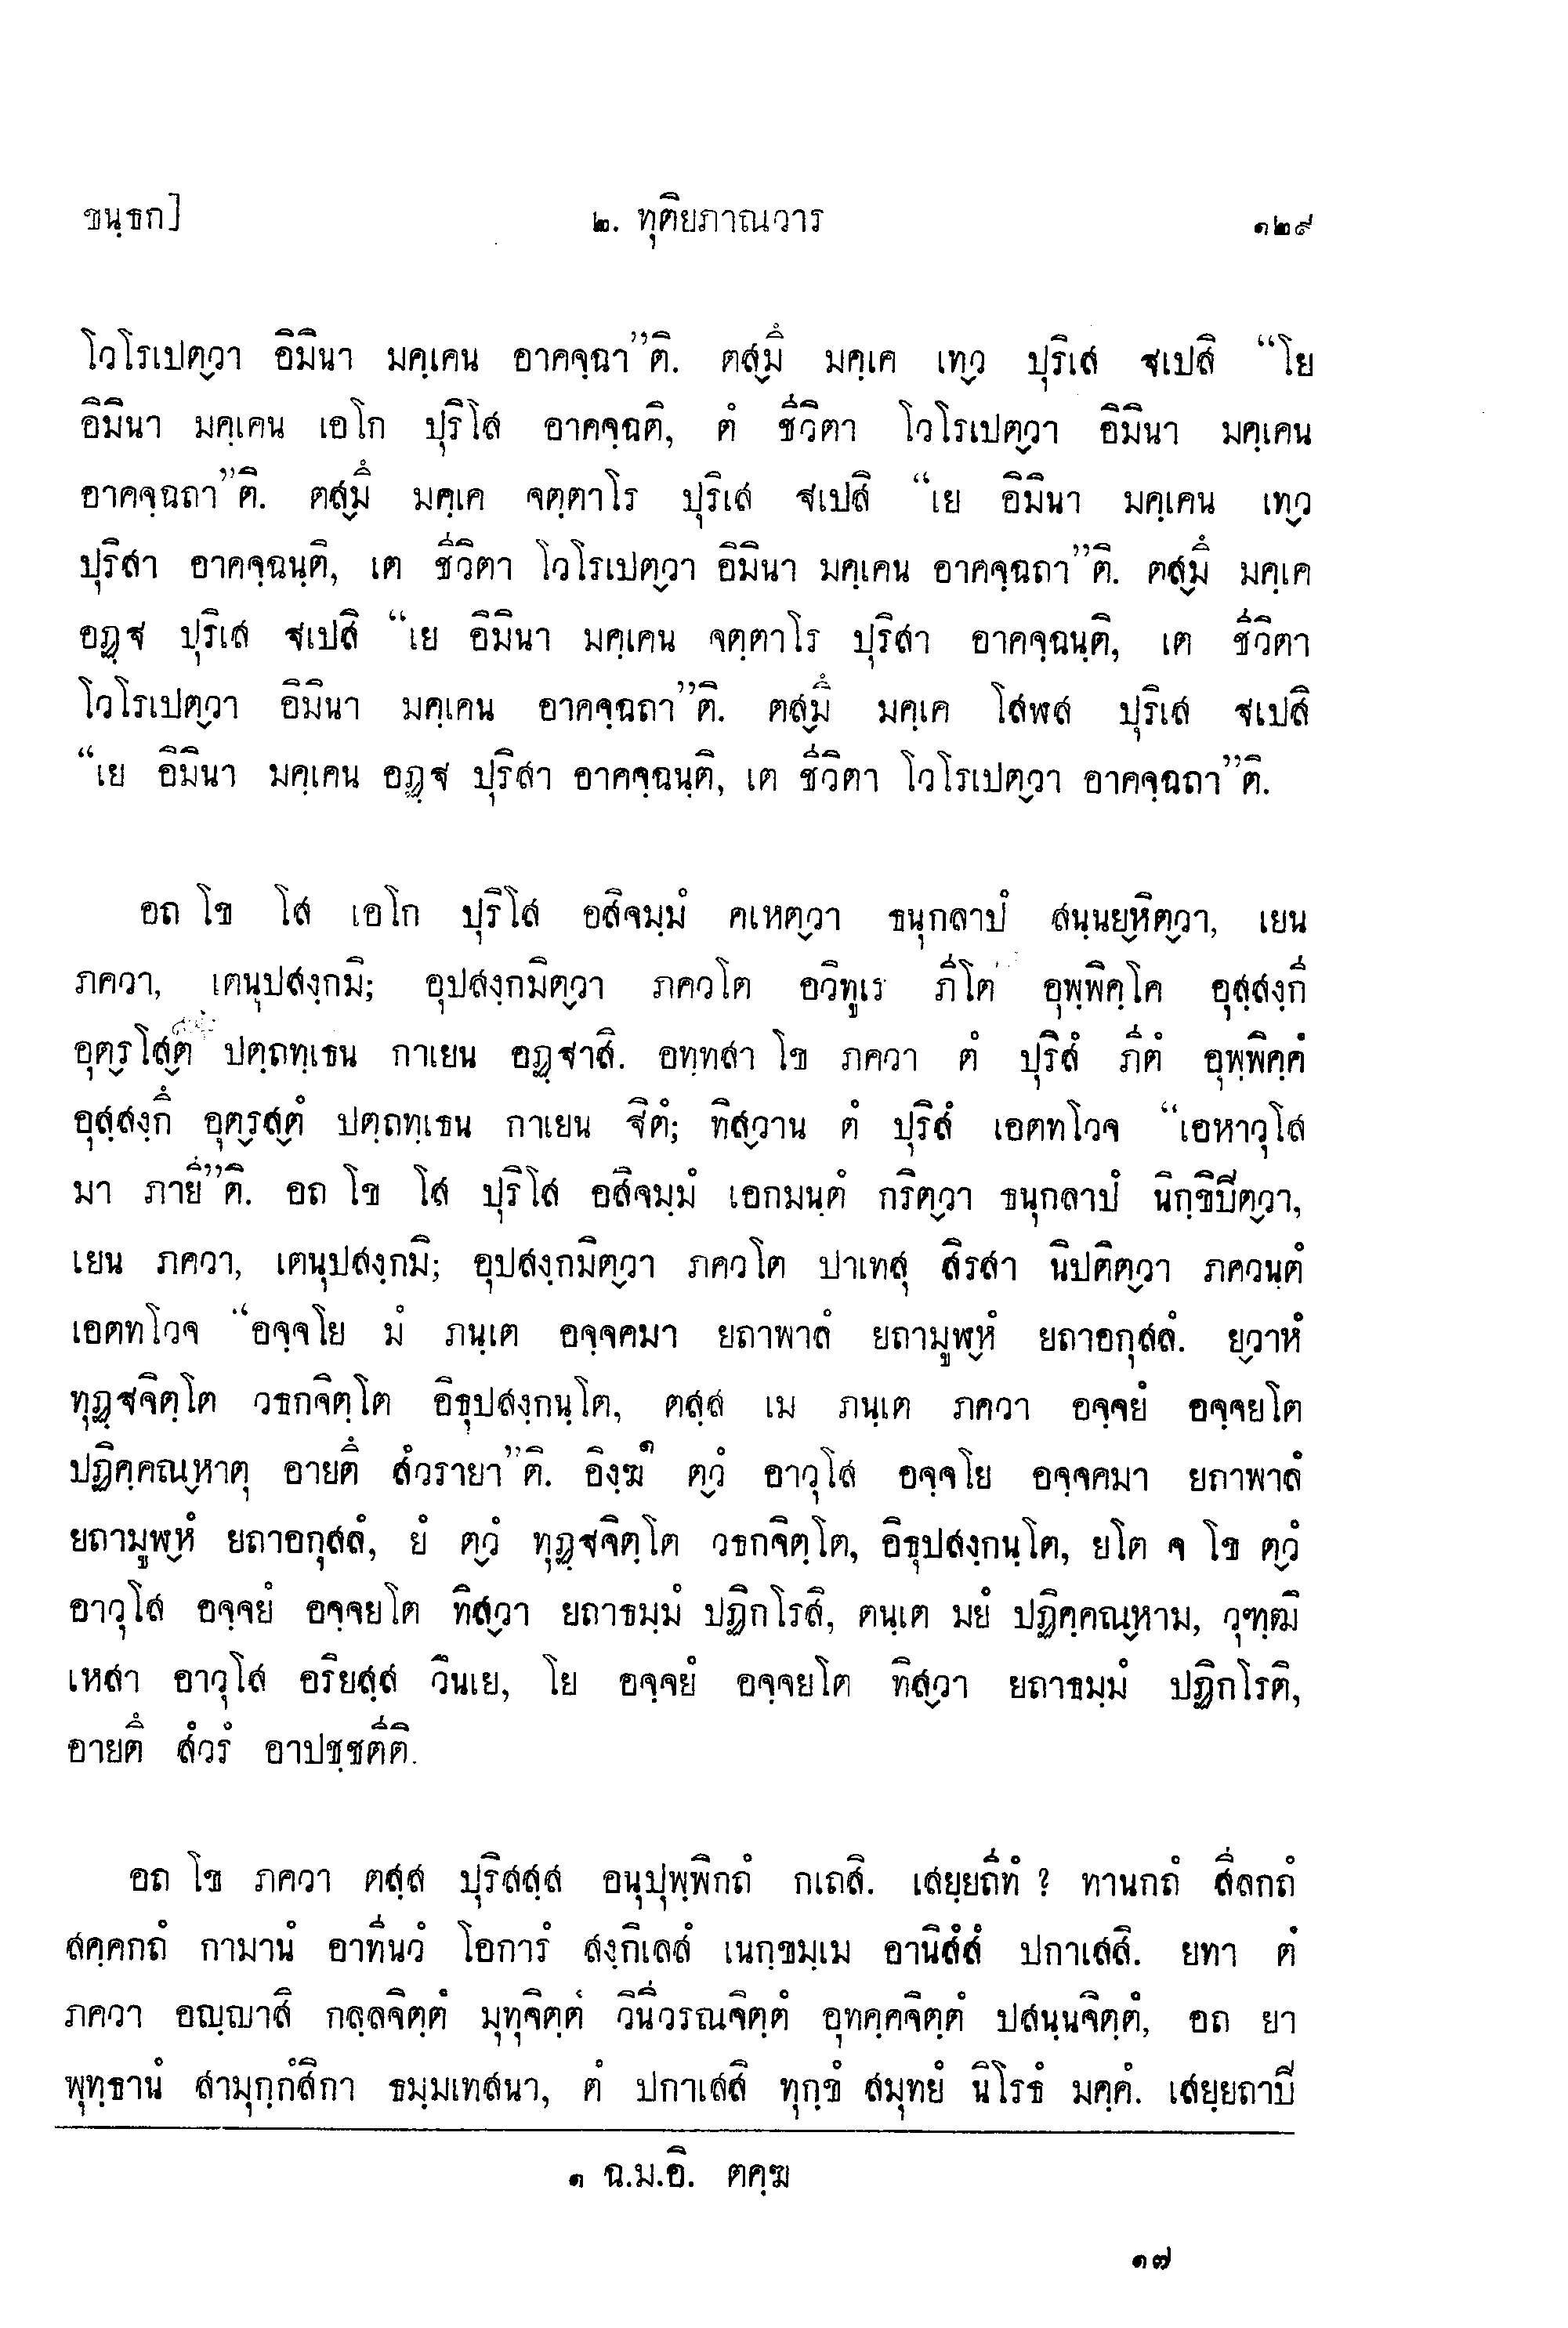 ขนฺธก]
๒. ทุติยภาณวาร
๑๒๙
โวโรเปตฺวา อิมินา มคฺเคน อาคจฺฉา”ติ. ตสฺมิํ มคฺเค เทฺว ปุริเส ฐเปสิ “โย
อิมินา มคฺเคน เอโก ปุริโส อาคจฺฉติ, ตํ ชีวิตา โวโรเปตฺวา อิมินา มคฺเคน
อาคจฺฉถา”ติ. ตสฺมิํ มคฺเค จตฺตาโร ปุริเส ฐเปสิ “เย อิมินา มคฺเคน เทฺว
ปุริสา อาคจฺฉนฺติ, เต ชีวิตา โวโรเปตฺวา อิมินา มคฺเคน อาคจฺฉถา”ติ. ตสฺมิํ มคฺเค
อฏฺฐ ปุริเส ฐเปสิ “เย อิมินา มคฺเคน จตฺตาโร ปุริสา อาคจฺฉนฺติ, เต ชีวิตา
โวโรเปตฺวา อิมินา มคฺเคน อาคจฺฉถา”ติ. ตสฺมิํ มคฺเค โสฬส ปุริเส ฐเปสิ
“เย อิมินา มคฺเคน อฏฺฐ ปุริสา อาคจฺฉนฺติ, เต ชีวิตา โวโรเปตฺวา อาคจฺฉถา”ติ.
อถ โข โส เอโก ปุริโส อสิจมฺมํ คเหตฺวา ธนุกลาปํ สนฺนยฺหิตฺวา, เยน
ภควา, เตนุปสงฺกมิ; อุปสงฺกมิตฺวา ภควโต อวิทูเร ภีโต อุพฺพิคฺโค อุสฺสงฺกี
อุตฺรสฺโต ปตฺถทฺเธน กาเยน อฏฺฐาสิ. อทฺทสา โข ภควา ตํ ปุริสํ ภีตํ อุพฺพิคฺคํ
อุสฺสงฺกิํ อุตฺรสฺตํ ปตฺถทฺเธน กาเยน ฐิตํ; ทิสฺวาน ตํ ปุริสํ เอตทโวจ “เอหาวุโส
มา ภายี”ติ. อถ โข โส ปุริโส อสิจมฺมํ เอกมนฺตํ กริตฺวา ธนุกลาปํ นิกฺขิปิตฺวา,
เยน ภควา, เตนุปสงฺกมิ; อุปสงฺกมิตฺวา ภควโต ปาเทสุ สิรสา นิปติตฺวา ภควนฺตํ
เอตทโวจ “อจฺจโย มํ ภนฺเต อจฺจคมา ยถาพาลํ ยถามูฬฺหํ ยถาอกุสลํ. ยฺวาหํ
ทุฏฺฐจิตฺโต วธกจิตฺโต อิธุปสงฺกนฺโต, ตสฺส เม ภนฺเต ภควา อจฺจยํ อจฺจยโต
ปฏิคฺคณฺหาตุ อายติํ สํวรายา”ติ. อิงฺฆ๑ ตฺวํ อาวุโส อจฺจโย อจฺจคมา ยถาพาลํ
ยถามูฬฺหํ ยถาอกุสลํ, ยํ ตฺวํ ทุฏฺฐจิตฺโต วธกจิตฺโต, อิธุปสงฺกนฺโต, ยโต จ โข ตฺวํ
อาวุโส อจฺจยํ อจฺจยโต ทิสฺวา ยถาธมฺมํ ปฏิกโรสิ, ตนฺเต มยํ ปฏิคฺคณฺหาม, วุฑฺฒิ
เหสา อาวุโส อริยสฺส วินเย, โย อจฺจยํ อจฺจยโต ทิสฺวา ยถาธมฺมํ ปฏิกโรติ,
อายติํ สํวรํ อาปชฺชตีติ.
อถ โข ภควา ตสฺส ปุริสสฺส อนุปุพฺพิกถํ กเถสิ. เสยฺยถีทํ ? ทานกถํ สีลกถํ
สคฺคกถํ กามานํ อาทีนวํ โอการํ สงฺกิเลสํ เนกฺขมฺเม อานิสํสํ ปกาเสสิ. ยทา ตํ
ภควา อญฺญาสิ กลฺลจิตฺตํ มุทุจิตฺตํ วินีวรณจิตฺตํ อุทคฺคจิตฺตํ ปสนฺนจิตฺตํ, อถ ยา
พุทฺธานํ สามุกฺกํสิกา ธมฺมเทสนา, ตํ ปกาเสสิ ทุกฺขํ สมุทยํ นิโรธํ มคฺคํ. เสยฺยถาปิ
๑ ฉ.ม.อิ. ตคฺฆ
๑๗